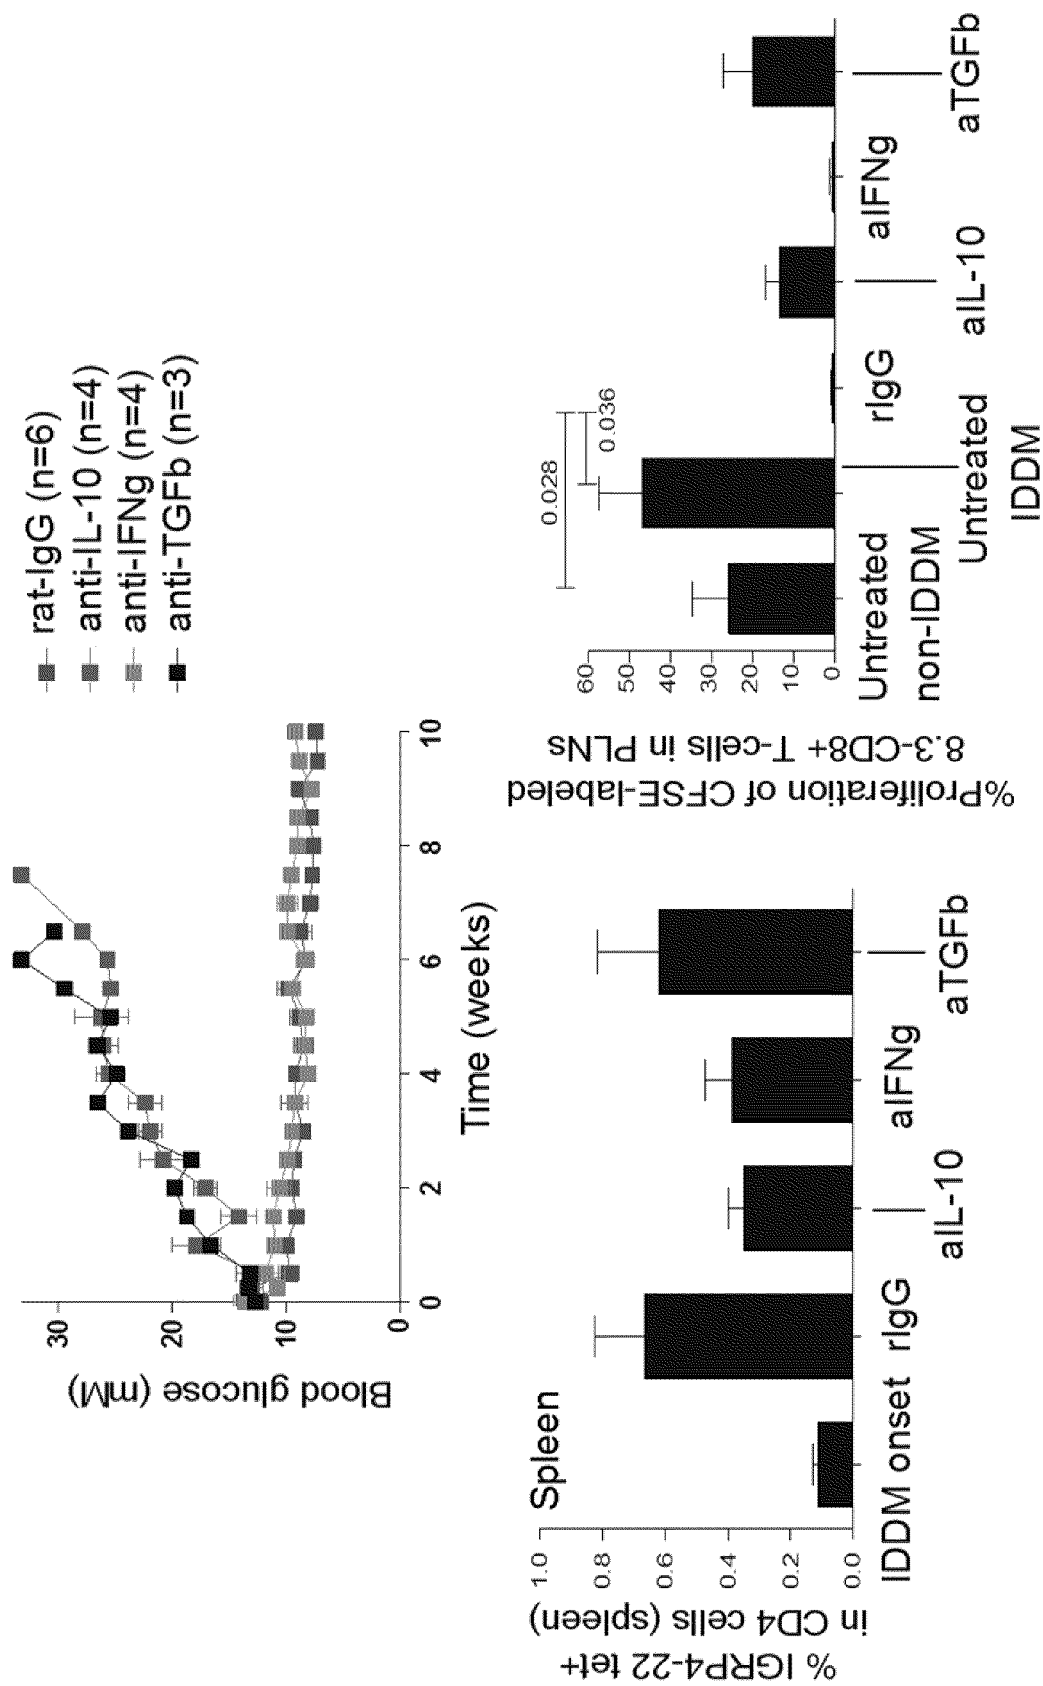 rat-IgG (n=6)
anti-IL-10 (n=4)
anti-IFNg (n=4)
anti-TGFb (n=3)
Blood glucose (mM)
30
20
10
0
0
2
4
6
8
10
Time (weeks)
Spleen
% IGRP4-22 tet+
in CD4 cells (spleen)
1.0
0.8
0.6
0.4
0.2
0.0
IDDM onset
rIgG
aIL-10
aIFNg
aTGFb
%Proliferation of CFSE-labeled
8.3-CD8+ T-cells in PLNs
60
50
40
30
20
10
0
0.028
0.036
Untreated
non-IDDM
Untreated
IDDM
rIgG
aIL-10
aIFNg
aTGFb